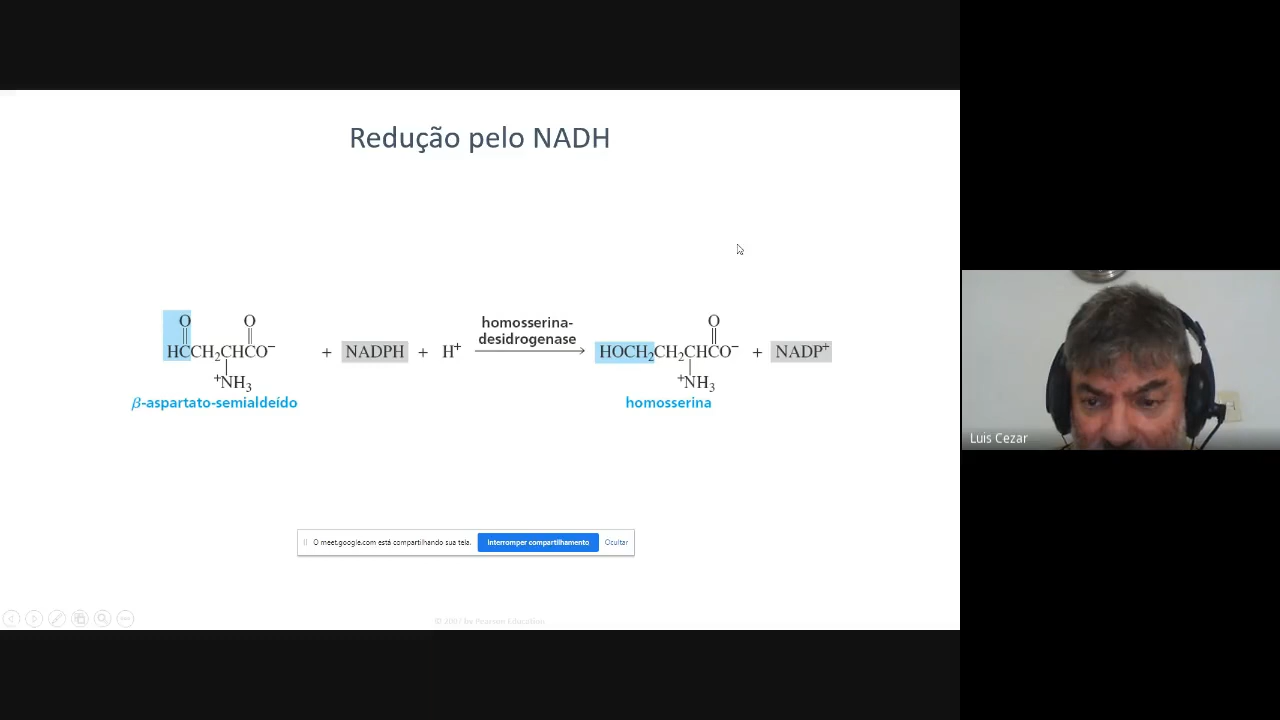 Redução pelo NADH
O O
HCCH₂CHCO⁻ + NADPH + H⁺
⁺NH₃
β-aspartato-semialdeído
homosserina-
desidrogenase
O
HOCH₂CH₂CHCO⁻ + NADP⁺
⁺NH₃
homosserina
Luis Cezar
O meet.google.com está compartilhando sua tela. Interromper compartilhamento Ocultar
© 2007 by Pearson Education